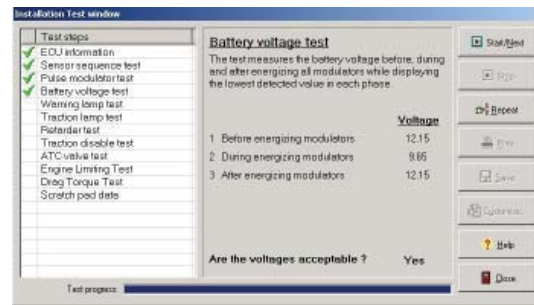 Installation Test window
Test steps
ECU information
Sensor sequence test
Pulse modulator test
Battery voltage test
Warning lamp test
Traction lamp test
Retarder test
Traction disable test
ATC valve test
Engine Limiting Test
Drag Torque Test
Scratch pad data
Battery voltage test
The test measures the battery voltage before, during
and after energizing all modulators while displaying
the lowest detected value in each phase.
Voltage
1 Before energizing modulators 12.15
2 During energizing modulators 9.65
3 After energizing modulators 12.15
Are the voltages acceptable ? Yes
Start/Next
Stop
Repeat
Print
Save
Customize
Help
Close
Test progress: